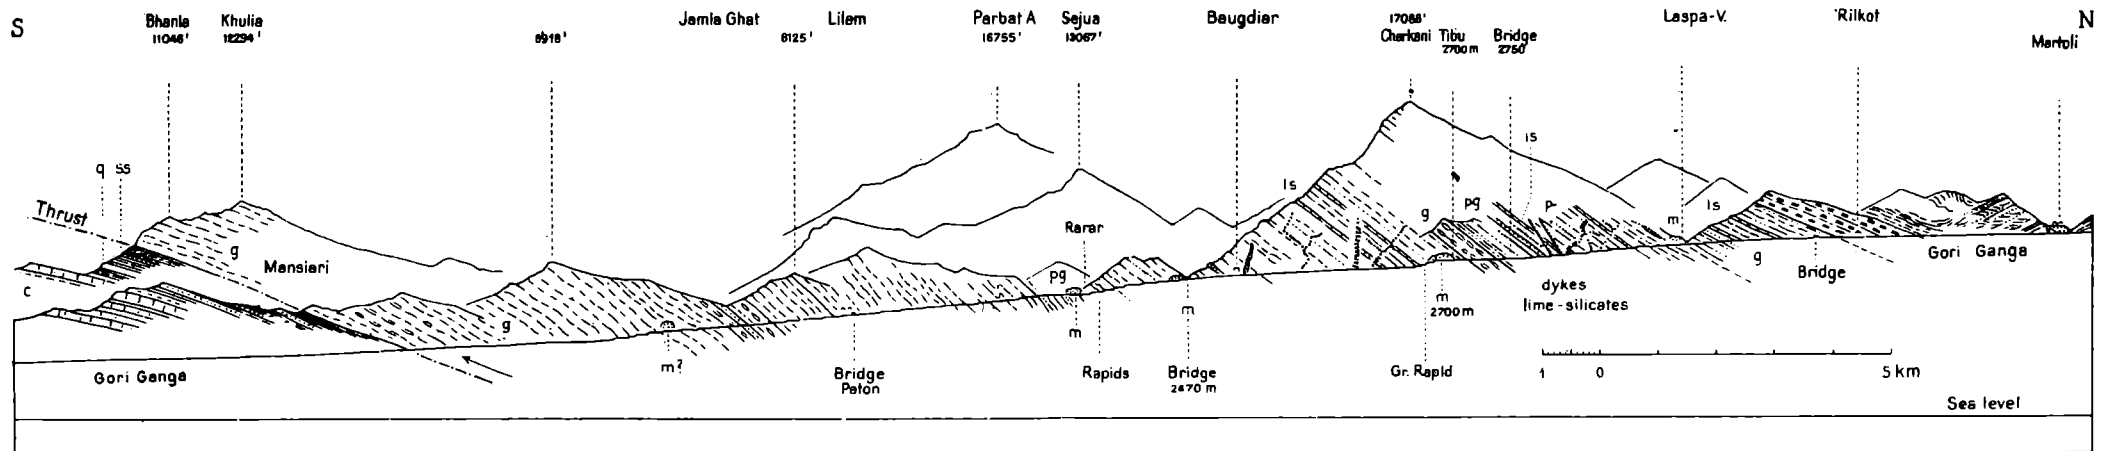 S
Bhanla
11046'
Khulia
12294'
8918'
Jamla Ghat
6125'
Lilam
Parbat A
16755'
Sejua
13067'
Baugdiar
17088'
Charkani
Tibu
2700 m
Bridge
2750'
Laspa-V.
Rilkot
N
Martoli
q
ss
Thrust
g
Mansiari
c
ls
ls
Rarar
pg
g
pg
p
m
ls
g
m?
m
m
m
2700 m
g
Bridge
Gori Ganga
dykes
lime-silicates
Gori Ganga
Bridge
Paton
Rapids
Bridge
2470 m
Gr. Rapid
1
0
5 km
Sea level